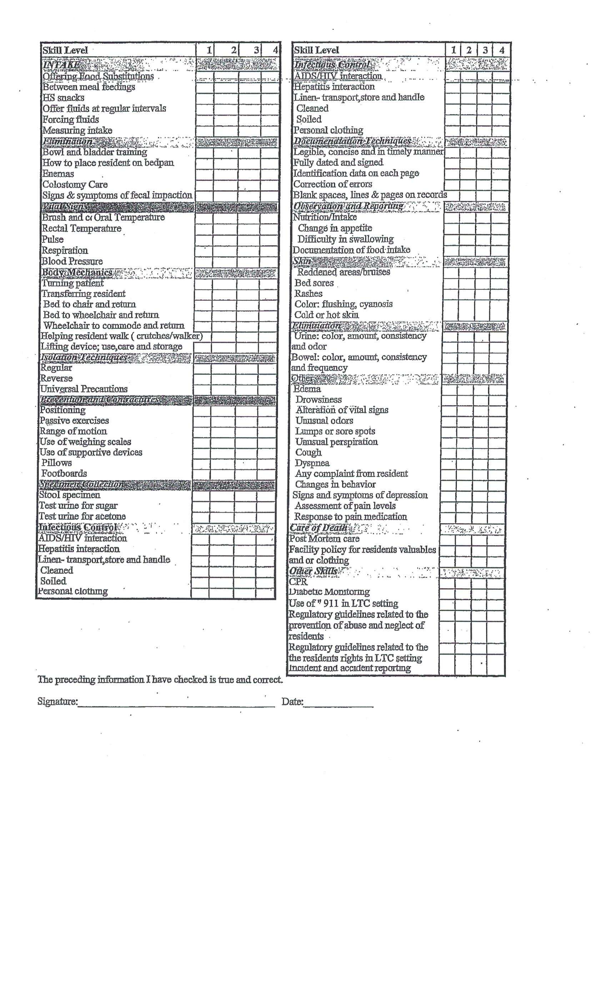 Skill Level 1 2 3 4
INTAKE
Offering Food Substitutions
Between meal feedings
HS snacks
Offer fluids at regular intervals
Forcing fluids
Measuring intake
Elimination
Bowl and bladder training
How to place resident on bedpan
Enemas
Colostomy Care
Signs & symptoms of fecal impaction
Vital Signs
Brush and cc Oral Temperature
Rectal Temperature
Pulse
Respiration
Blood Pressure
Body Mechanics
Turning patient
Transferring resident
Bed to chair and return
Bed to wheelchair and return
Wheelchair to commode and return
Helping resident walk ( crutches/walker)
Lifting device; use,care and storage
Isolation Techniques
Regular
Reverse
Universal Precautions
Prevention and Contractures
Positioning
Passive exercises
Range of motion
Use of weighing scales
Use of supportive devices
Pillows
Footboards
Specimen Collection
Stool specimen
Test urine for sugar
Test urine for acetone
Infectious Control
AIDS/HIV interaction
Hepatitis interaction
Linen- transport,store and handle
Cleaned
Soiled
Personal clothing
Skill Level 1 2 3 4
Infectious Control
AIDS/HIV interaction
Hepatitis interaction
Linen- transport,store and handle
Cleaned
Soiled
Personal clothing
Documenatation Techniques
Legible, concise and in timely manner
Fully dated and signed
Identification data on each page
Correction of errors
Blank spaces, lines & pages on records
Observation and Reporting
Nutrition/Intake
Change in appetite
Difficulty in swallowing
Documentation of food intake
Skin
Reddened areas/bruises
Bed sores
Rashes
Color: flushing, cyanosis
Cold or hot skin
Elimination
Urine: color, amount, consistency
and odor
Bowel: color, amount, consistency
and frequency
Other
Edema
Drowsiness
Alteration of vital signs
Unusual odors
Lumps or sore spots
Unusual perspiration
Cough
Dyspnea
Any complaint from resident
Changes in behavior
Signs and symptoms of depression
Assessment of pain levels
Response to pain medication
Care of Death
Post Mortem care
Facility policy for residents valuables
and or clothing
Other Skills
CPR
Diabetic Monitoring
Use of " 911 in LTC setting
Regulatory guidelines related to the
prevention of abuse and neglect of
residents
Regulatory guidelines related to the
the residents rights in LTC setting
Incident and accident reporting
The preceding information I have checked is true and correct.
Signature: Date: